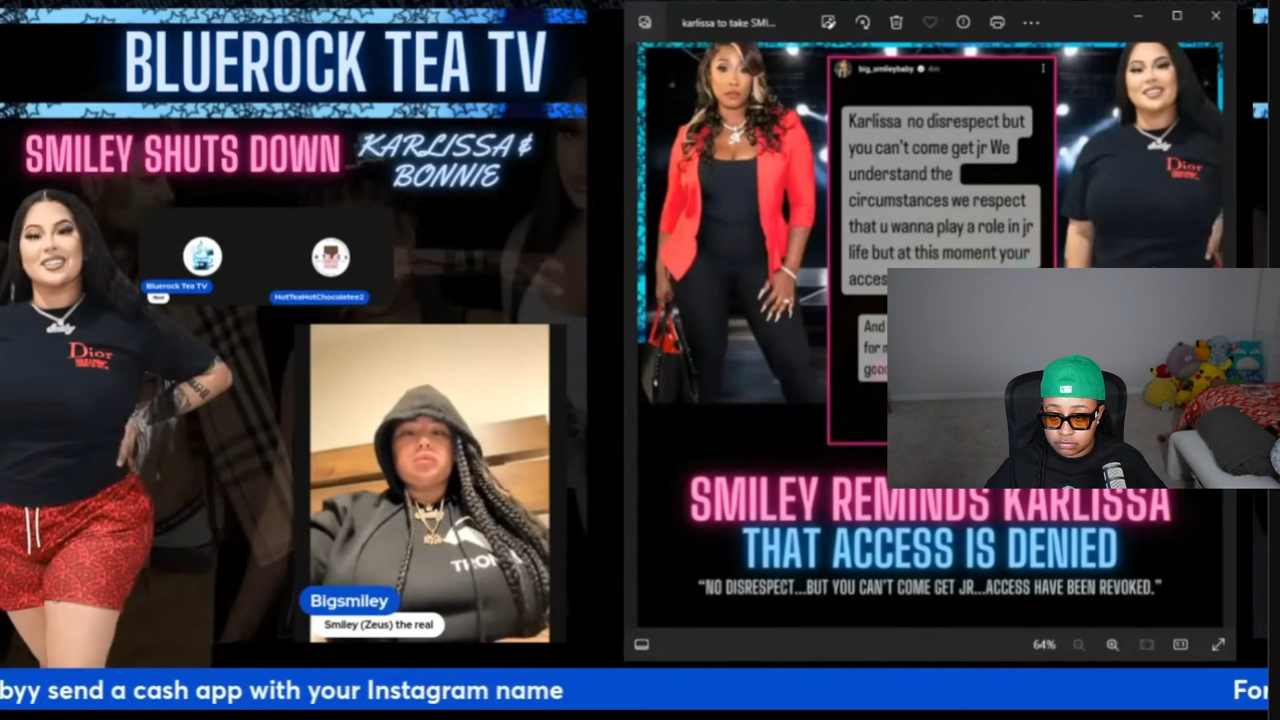 BLUEROCK TEA TV
SMILEY SHUTS DOWN
KARLISSA &
BONNIE
Bluerock Tea TV
Host
HotTeaHotChocolatee2
Dior
Bigsmiley
Smiley (Zeus) the real
byy send a cash app with your Instagram name
karlissa to take SMI...
big_smileybaby 4m
Karlissa no disrespect but
you can't come get jr We
understand the
circumstances we respect
that u wanna play a role in jr
life but at this moment your
acces
And
for
Dior
SMILEY REMINDS KARLISSA
THAT ACCESS IS DENIED
“NO DISRESPECT...BUT YOU CAN'T COME GET JR...ACCESS HAVE BEEN REVOKED.”
64%
For